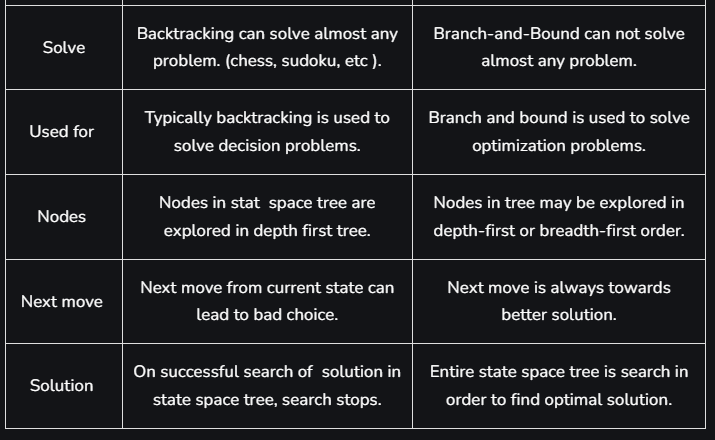 Solve
Backtracking can solve almost any
problem. (chess, sudoku, etc ).
Branch-and-Bound can not solve
almost any problem.
Used for
Typically backtracking is used to
solve decision problems.
Branch and bound is used to solve
optimization problems.
Nodes
Nodes in stat  space tree are
explored in depth first tree.
Nodes in tree may be explored in
depth-first or breadth-first order.
Next move
Next move from current state can
lead to bad choice.
Next move is always towards
better solution.
Solution
On successful search of  solution in
state space tree, search stops.
Entire state space tree is search in
order to find optimal solution.